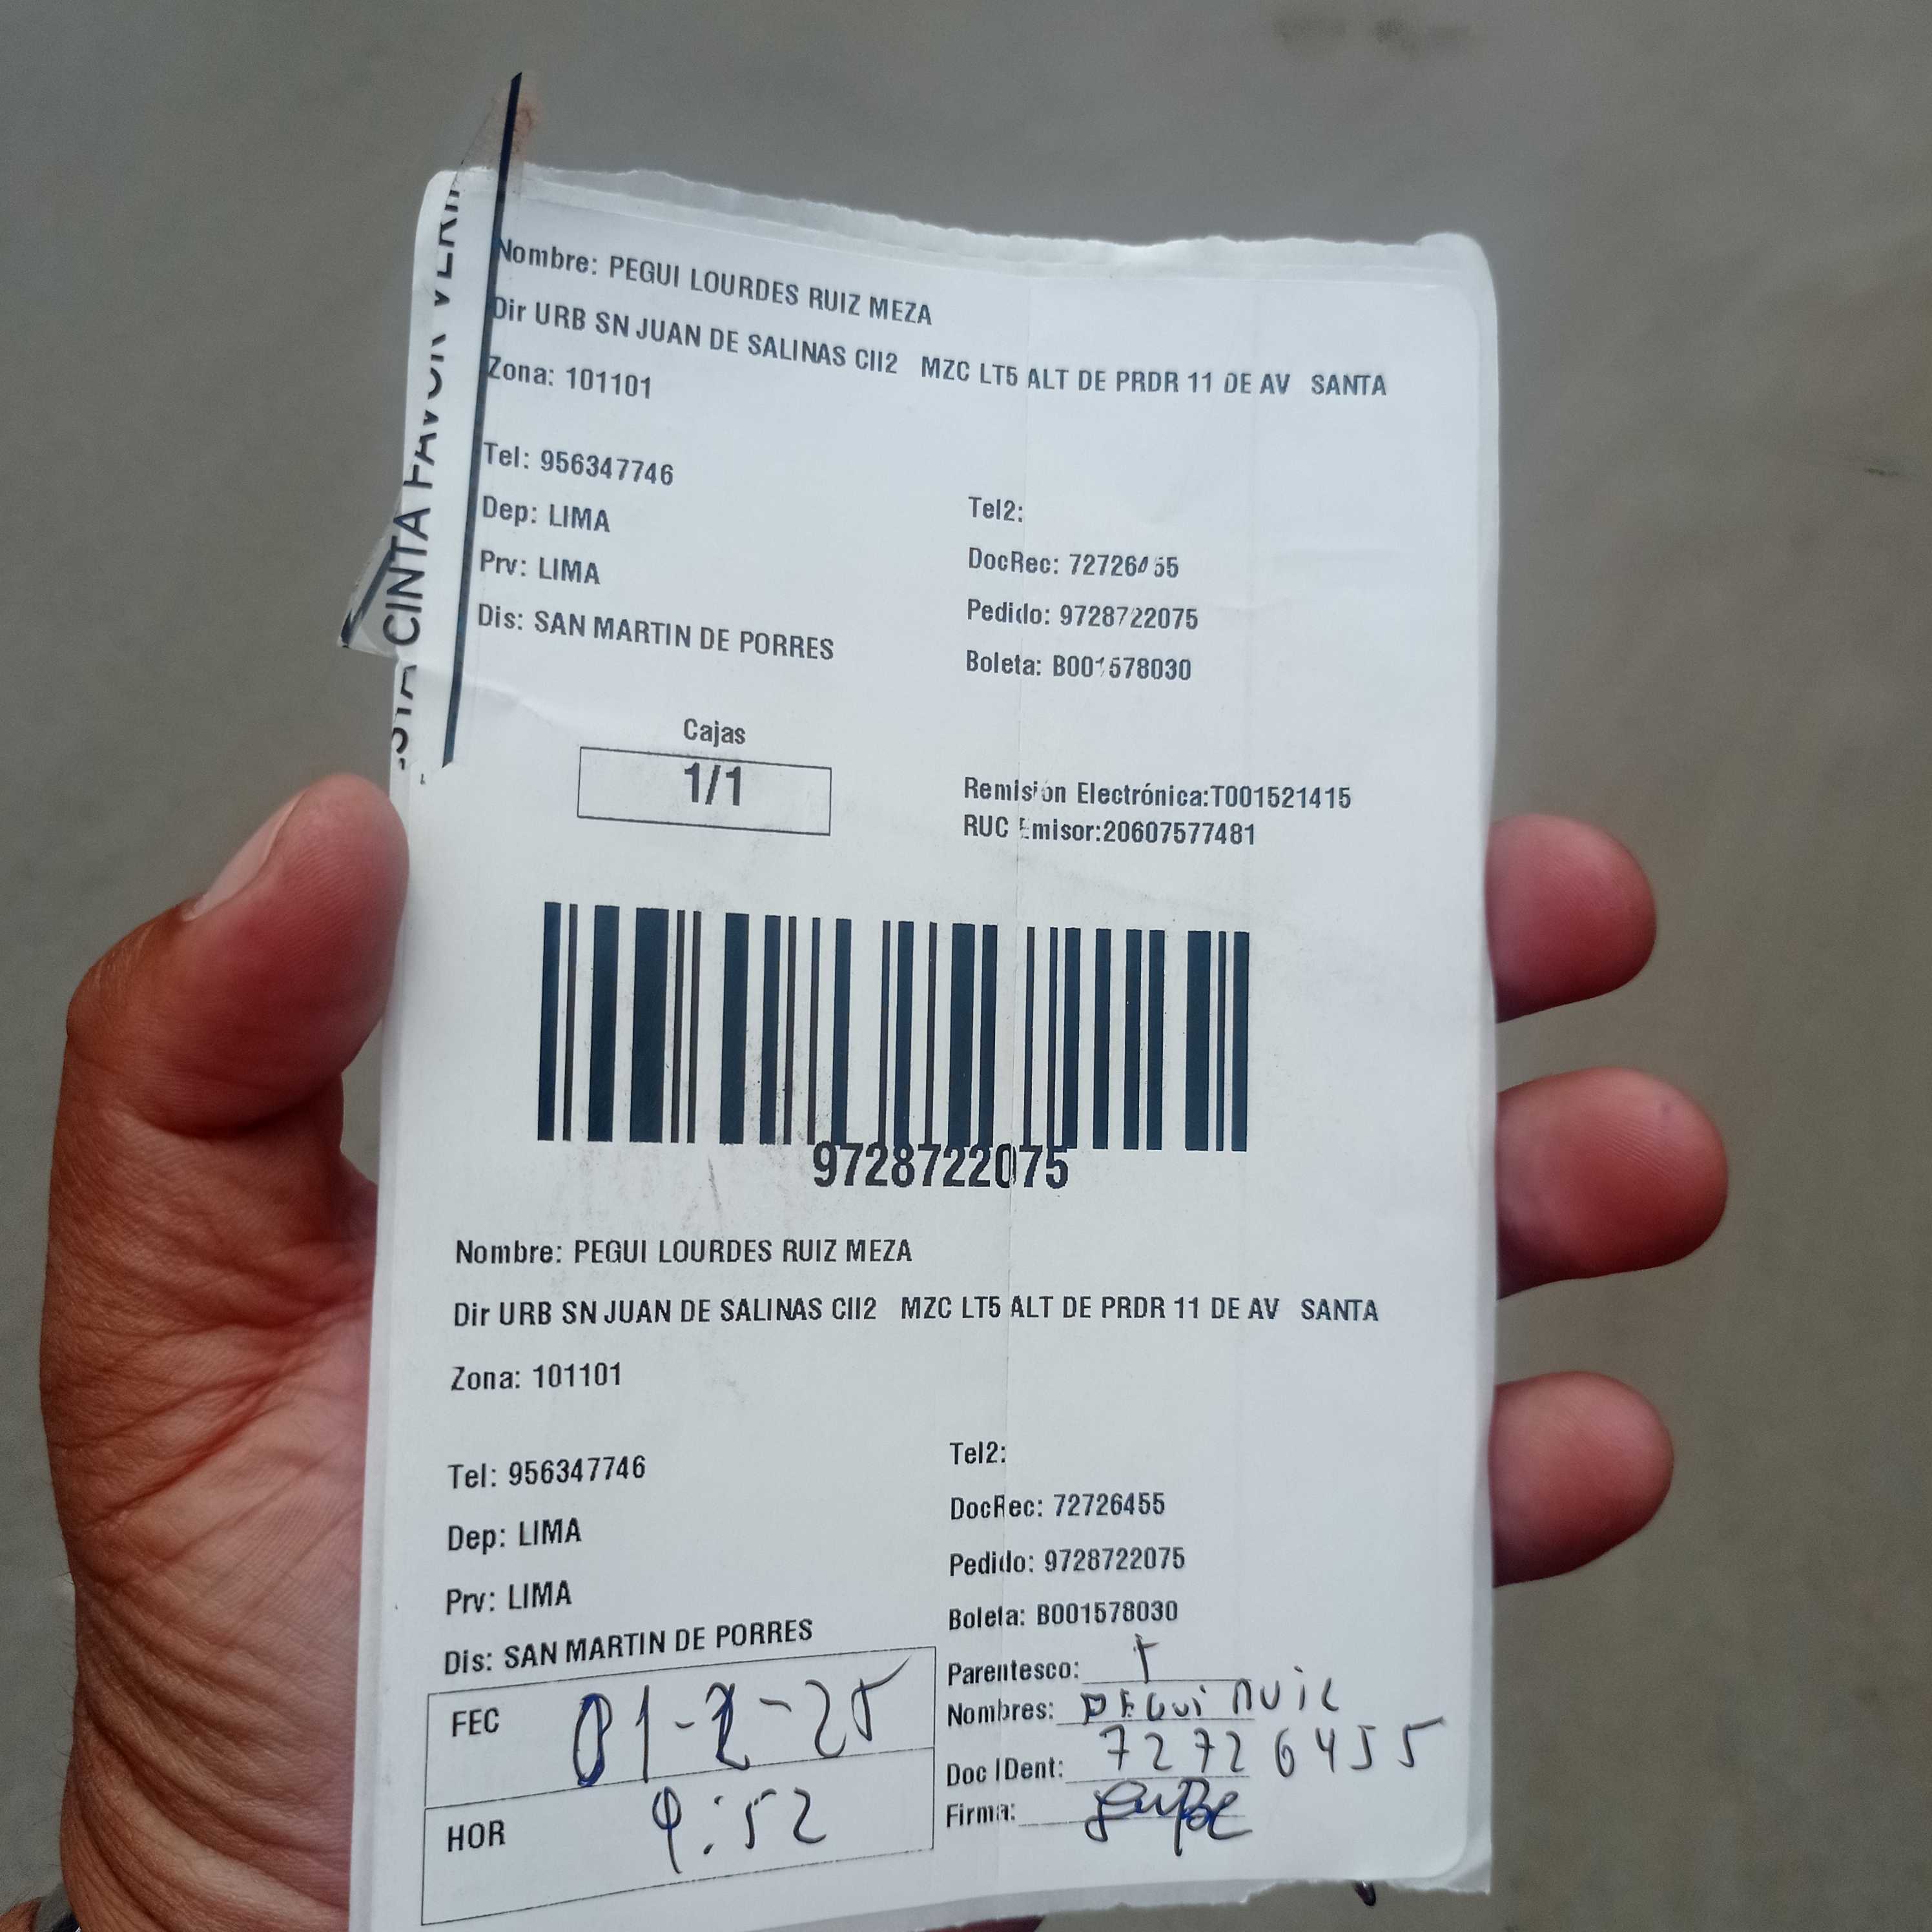 STA CINTA FAVOR VERI
Nombre: PEGUI LOURDES RUIZ MEZA
Dir URB SN JUAN DE SALINAS CII2 MZC LT5 ALT DE PRDR 11 DE AV SANTA
Zona: 101101
Tel: 956347746
Tel2:
Dep: LIMA
DocRec: 72726455
Prv: LIMA
Pedido: 9728722075
Dis: SAN MARTIN DE PORRES
Boleta: B001578030
Cajas
1/1
Remisión Electrónica:T001521415
RUC Emisor:20607577481
9728722075
Nombre: PEGUI LOURDES RUIZ MEZA
Dir URB SN JUAN DE SALINAS CII2 MZC LT5 ALT DE PRDR 11 DE AV SANTA
Zona: 101101
Tel: 956347746
Tel2:
Dep: LIMA
DocRec: 72726455
Prv: LIMA
Pedido: 9728722075
Dis: SAN MARTIN DE PORRES
Boleta: B001578030
Parentesco: T
FEC 01-2-25
Nombres: PEGui RUiz
Doc IDent: 72726455
HOR 9:52
Firma: